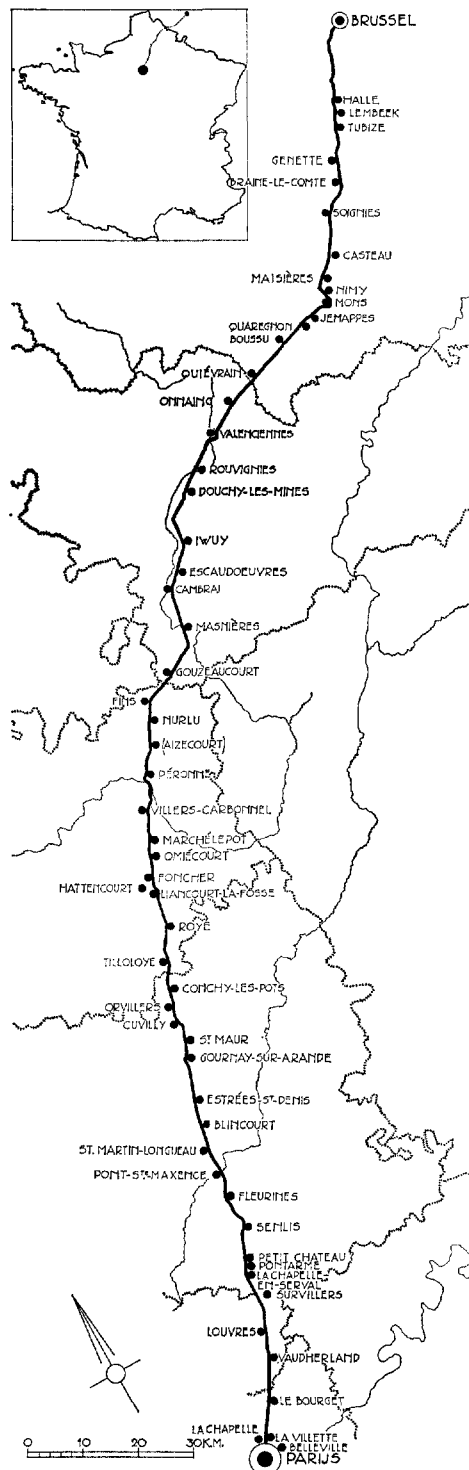 BRUSSEL
HALLE
LEMBEEK
TUBIZE
GENETTE
BRAINE-LE-COMTE
SOIGNIES
CASTEAU
MAISIÈRES
NIMY
MONS
JEMAPPES
QUAREGNON
BOUSSU
QUIÉVRAIN
ONNAING
VALENCENNES
ROUVIGNIES
DOUCHY-LES-MINES
IWUY
ESCAUDOEUVRES
CAMBRAI
MASNIÈRES
GOUZEAUCOURT
FINS
NURLU
(AIZECOURT)
PÉRONNE
VILLERS-CARBONNEL
MARCHÉLEPOT
OMIÉCOURT
FONCHER
HATTENCOURT
LIANCOURT-LA-FOSSE
ROYE
TILLOLOYE
CONCHY-LES-POTS
ORVILLERS
CUVILLY
ST MAUR
GOURNAY-SUR-ARANDE
ESTRÉES-ST-DENIS
BLINCOURT
ST. MARTIN-LONGUEAU
PONT-STE-MAXENCE
FLEURINES
SENLIS
PETIT CHATEAU
PONTARMÉ
LA CHAPELLE-
EN-SERVAL
SURVILLERS
LOUVRES
VAUDHERLAND
LE BOURGET
LA CHAPELLE
LA VILLETTE
BELLEVILLE
0 10 20 30 K.M.
PARIJS